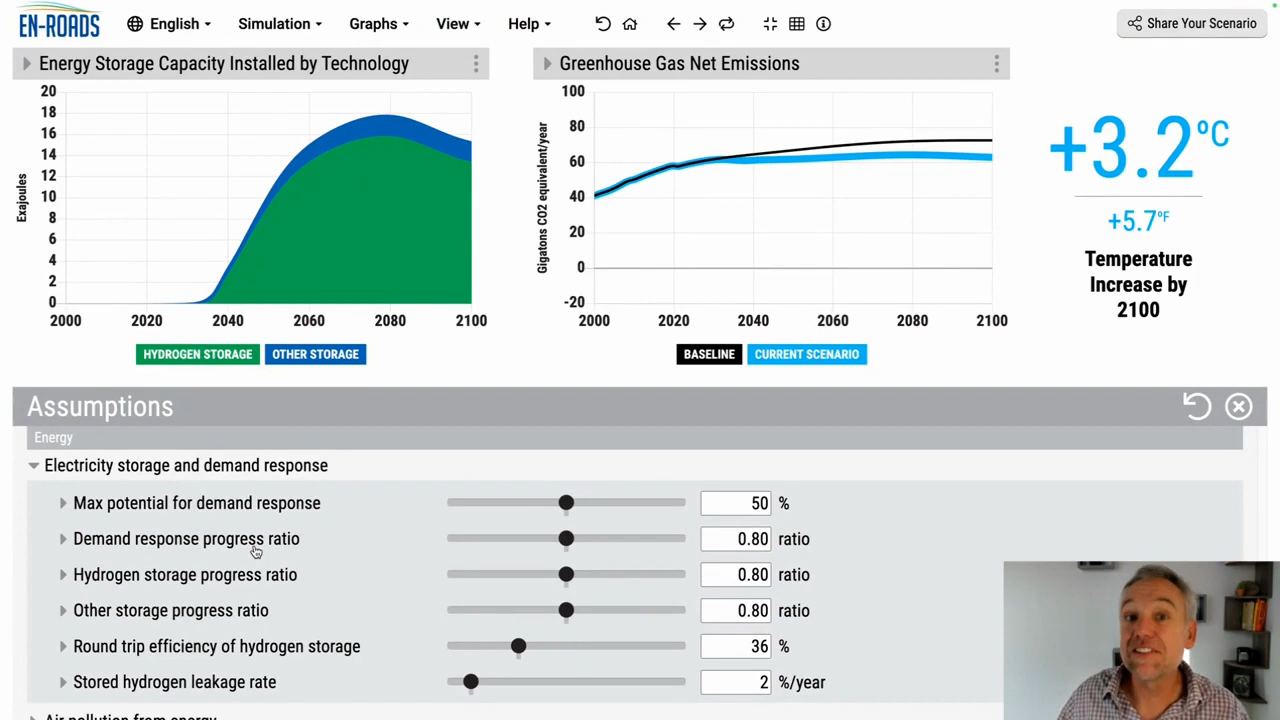 EN-ROADS
English
Simulation
Graphs
View
Help
Share Your Scenario
Energy Storage Capacity Installed by Technology
20
18
16
14
12
10
8
6
4
2
0
Exajoules
2000 2020 2040 2060 2080 2100
HYDROGEN STORAGE OTHER STORAGE
Greenhouse Gas Net Emissions
100
80
60
40
20
0
-20
Gigatons CO2 equivalent/year
2000 2020 2040 2060 2080 2100
BASELINE CURRENT SCENARIO
+3.2°C
+5.7°F
Temperature
Increase by
2100
Assumptions
Energy
Electricity storage and demand response
Max potential for demand response 50 %
Demand response progress ratio 0.80 ratio
Hydrogen storage progress ratio 0.80 ratio
Other storage progress ratio 0.80 ratio
Round trip efficiency of hydrogen storage 36 %
Stored hydrogen leakage rate 2 %/year
Air pollution from energy